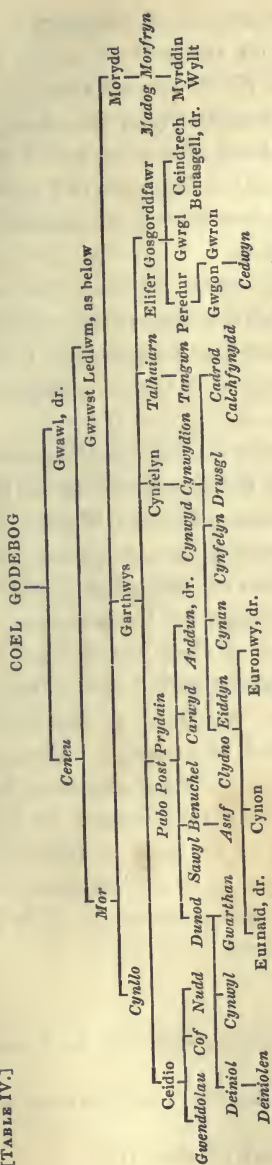 [TABLE IV.]
COEL GODEBOG
Ceneu Gwawl, dr.
Mor Gwrwst Ledlwm, as below
Cynllo Garthwys Morydd
Ceidio Pabo Post Prydain Cynfelyn Talhaiarn Elifer Gosgorddfawr Madog Morfryn
Gwenddolau Cof Nudd Dunod Sawyl Benuchel Carwyd Arddun, dr. Cynwyd Cynwydion Tangwn Peredur Gwrgi Ceindrech Benasgell, dr. Myrddin Wyllt
Deiniol Cynwyl Gwarthan Asaf Clydno Eiddyn Cynan Cynfelyn Drwsgl Cadrod Calchfynydd Gwgon Gwron
Deiniolen Eurnaid, dr. Cynon Euronwy, dr. Cedwyn